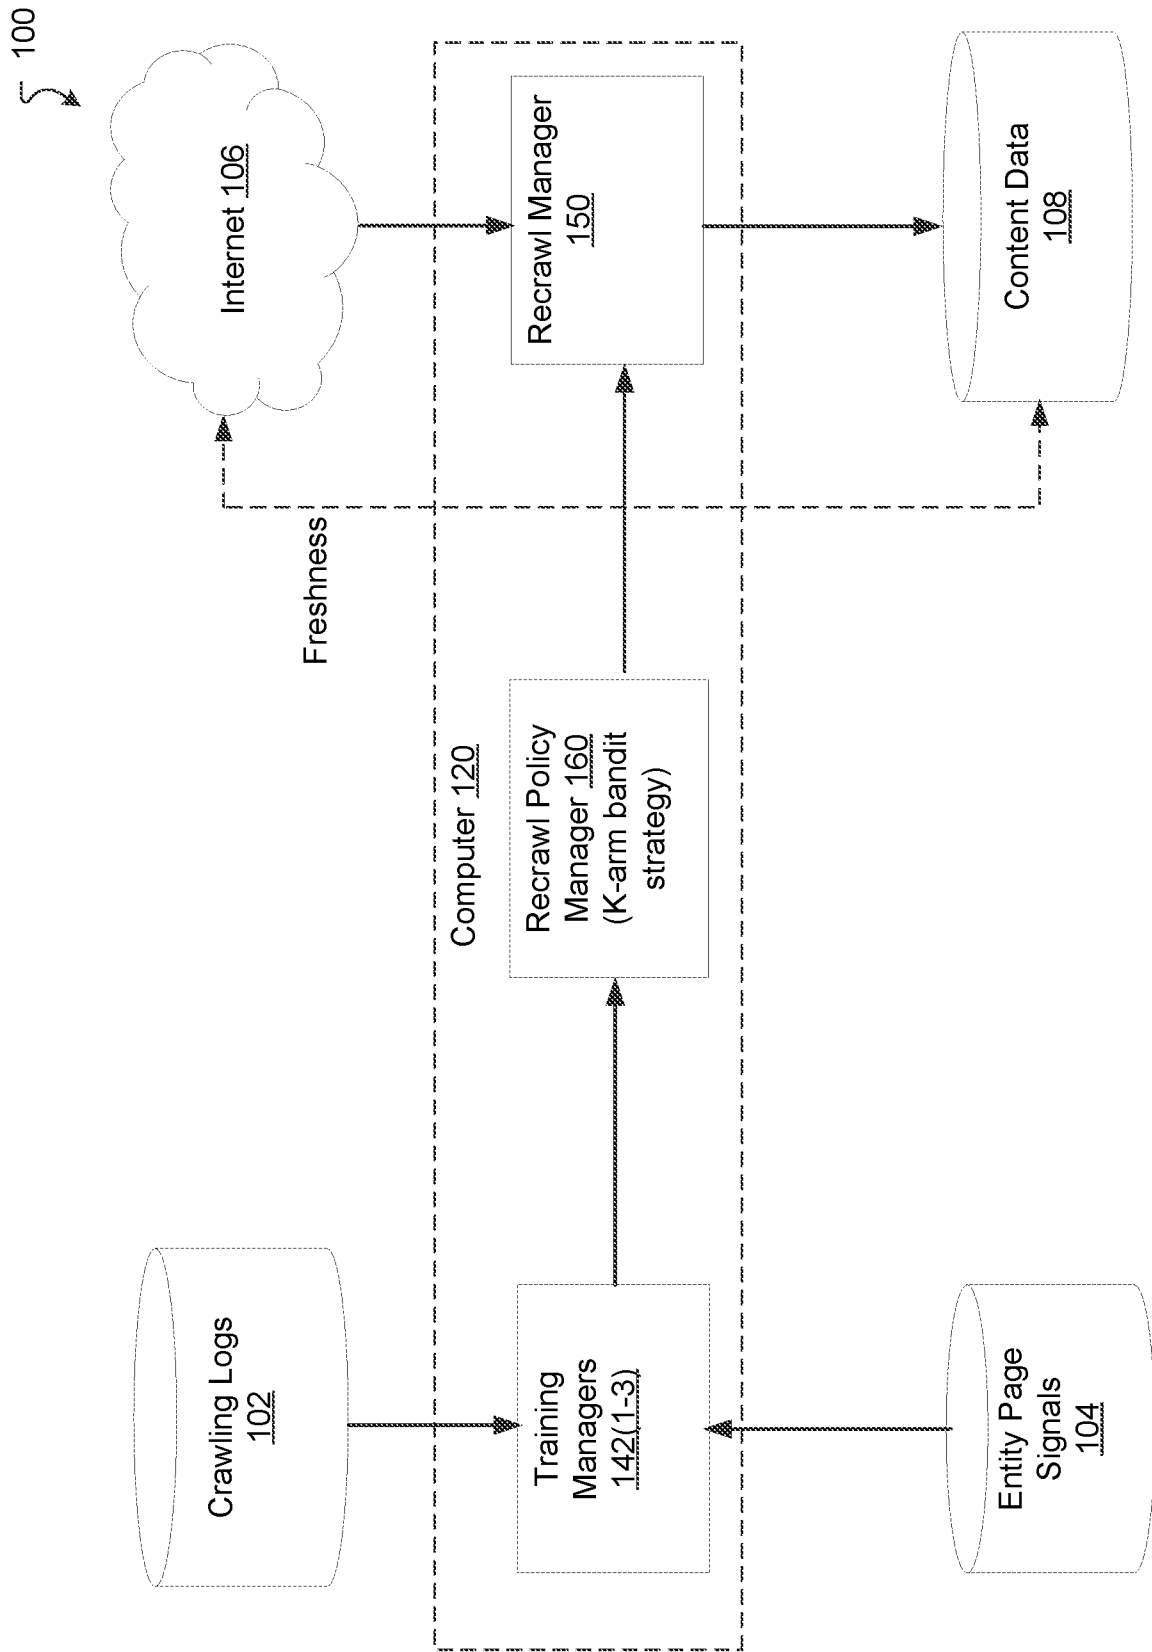 100
Crawling Logs
102
Internet 106
Freshness
Computer 120
Training
Managers
142(1-3)
Recrawl Policy
Manager 160
(K-arm bandit
strategy)
Recrawl Manager
150
Entity Page
Signals
104
Content Data
108